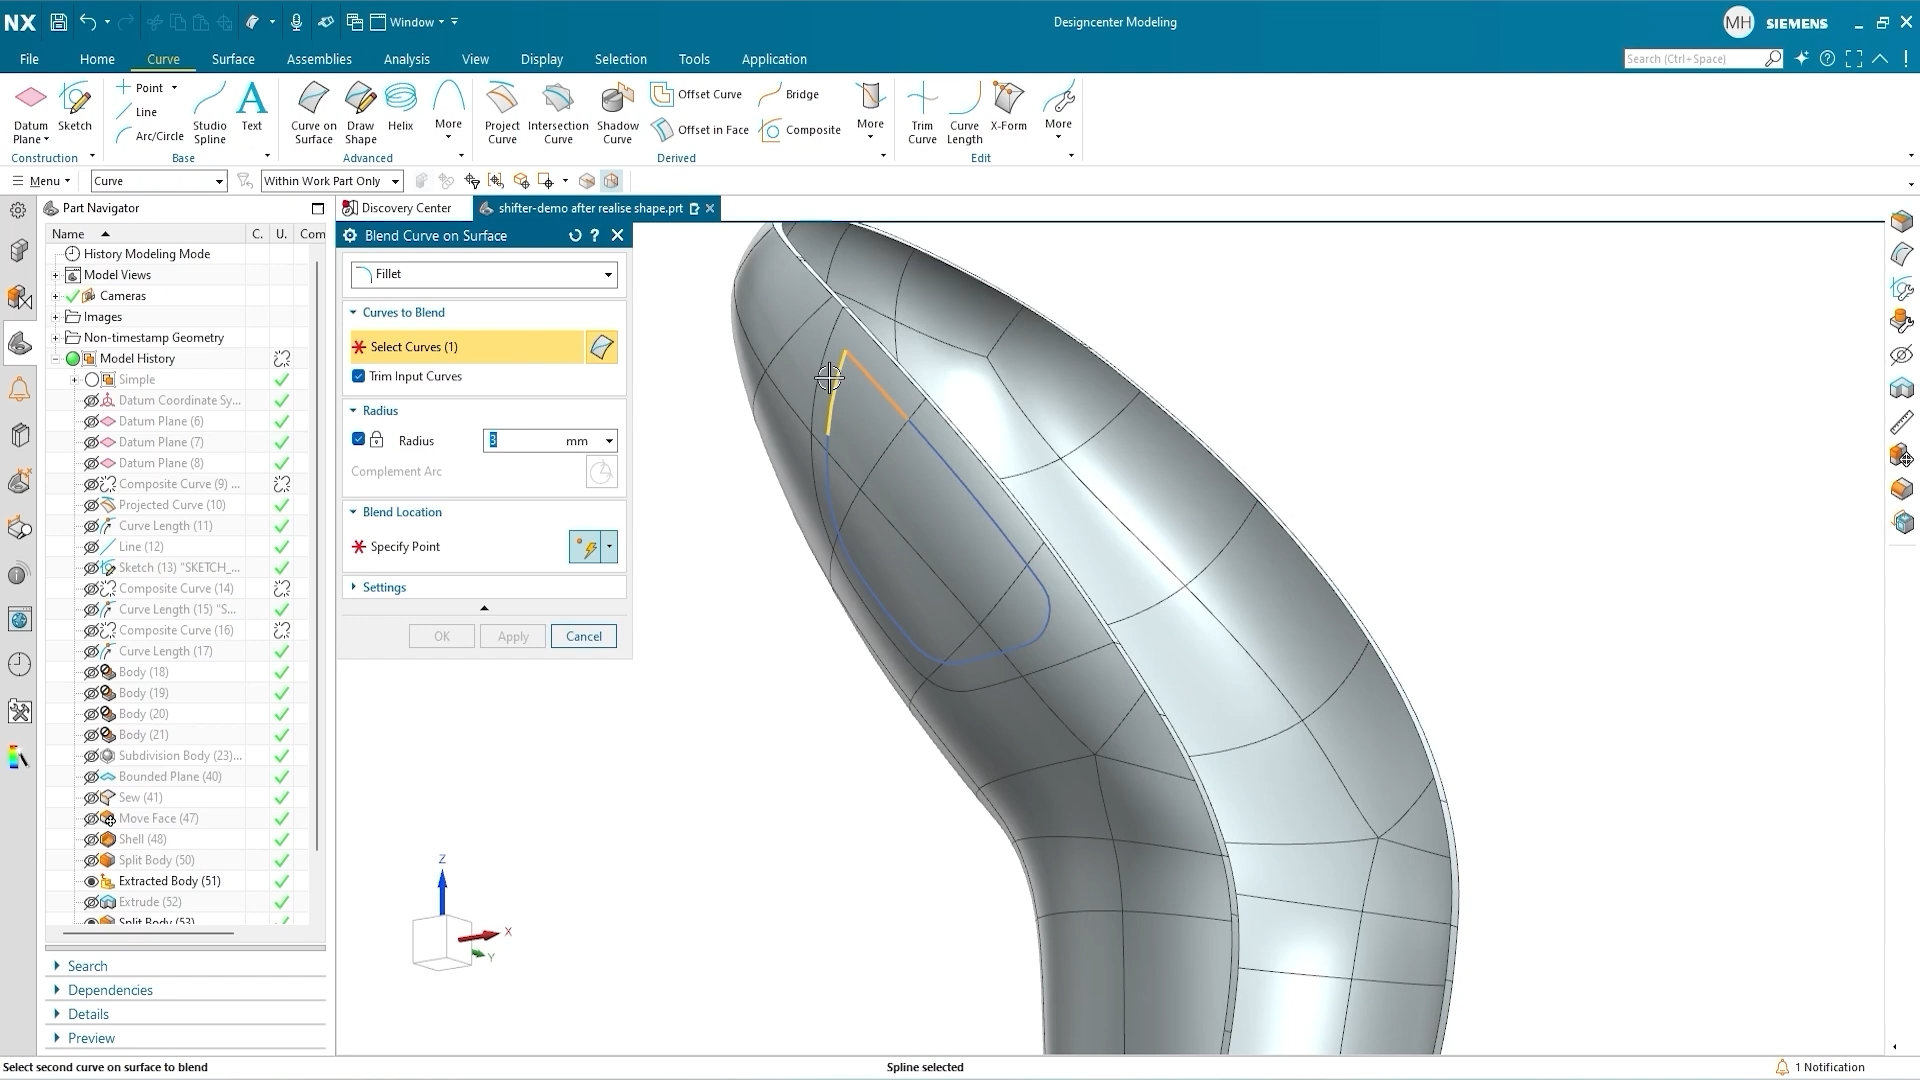 NX
Window
Designcenter Modeling
MH
SIEMENS
File
Home
Curve
Surface
Assemblies
Analysis
View
Display
Selection
Tools
Application
Search (Ctrl+Space)
Datum Plane
Sketch
Construction
Point
Line
Arc/Circle
Studio Spline
Text
Base
Curve on Surface
Draw Shape
Helix
More
Advanced
Project Curve
Intersection Curve
Shadow Curve
Offset Curve
Offset in Face
Bridge
Composite
More
Derived
Trim Curve
Curve Length
X-Form
More
Edit
Menu
Curve
Within Work Part Only
Part Navigator
Discovery Center
shifter-demo after realise shape.prt
Name
C.
U.
Com
History Modeling Mode
Model Views
Cameras
Images
Non-timestamp Geometry
Model History
Simple
Datum Coordinate Sy...
Datum Plane (6)
Datum Plane (7)
Datum Plane (8)
Composite Curve (9) ...
Projected Curve (10)
Curve Length (11)
Line (12)
Sketch (13) "SKETCH_...
Composite Curve (14)
Curve Length (15) "S...
Composite Curve (16)
Curve Length (17)
Body (18)
Body (19)
Body (20)
Body (21)
Subdivision Body (23)...
Bounded Plane (40)
Sew (41)
Move Face (47)
Shell (48)
Split Body (50)
Extracted Body (51)
Extrude (52)
Split Body (53)
Search
Dependencies
Details
Preview
Blend Curve on Surface
Fillet
Curves to Blend
Select Curves (1)
Trim Input Curves
Radius
Radius
3
mm
Complement Arc
Blend Location
Specify Point
Settings
OK
Apply
Cancel
Z
X
Y
Select second curve on surface to blend
Spline selected
1 Notification